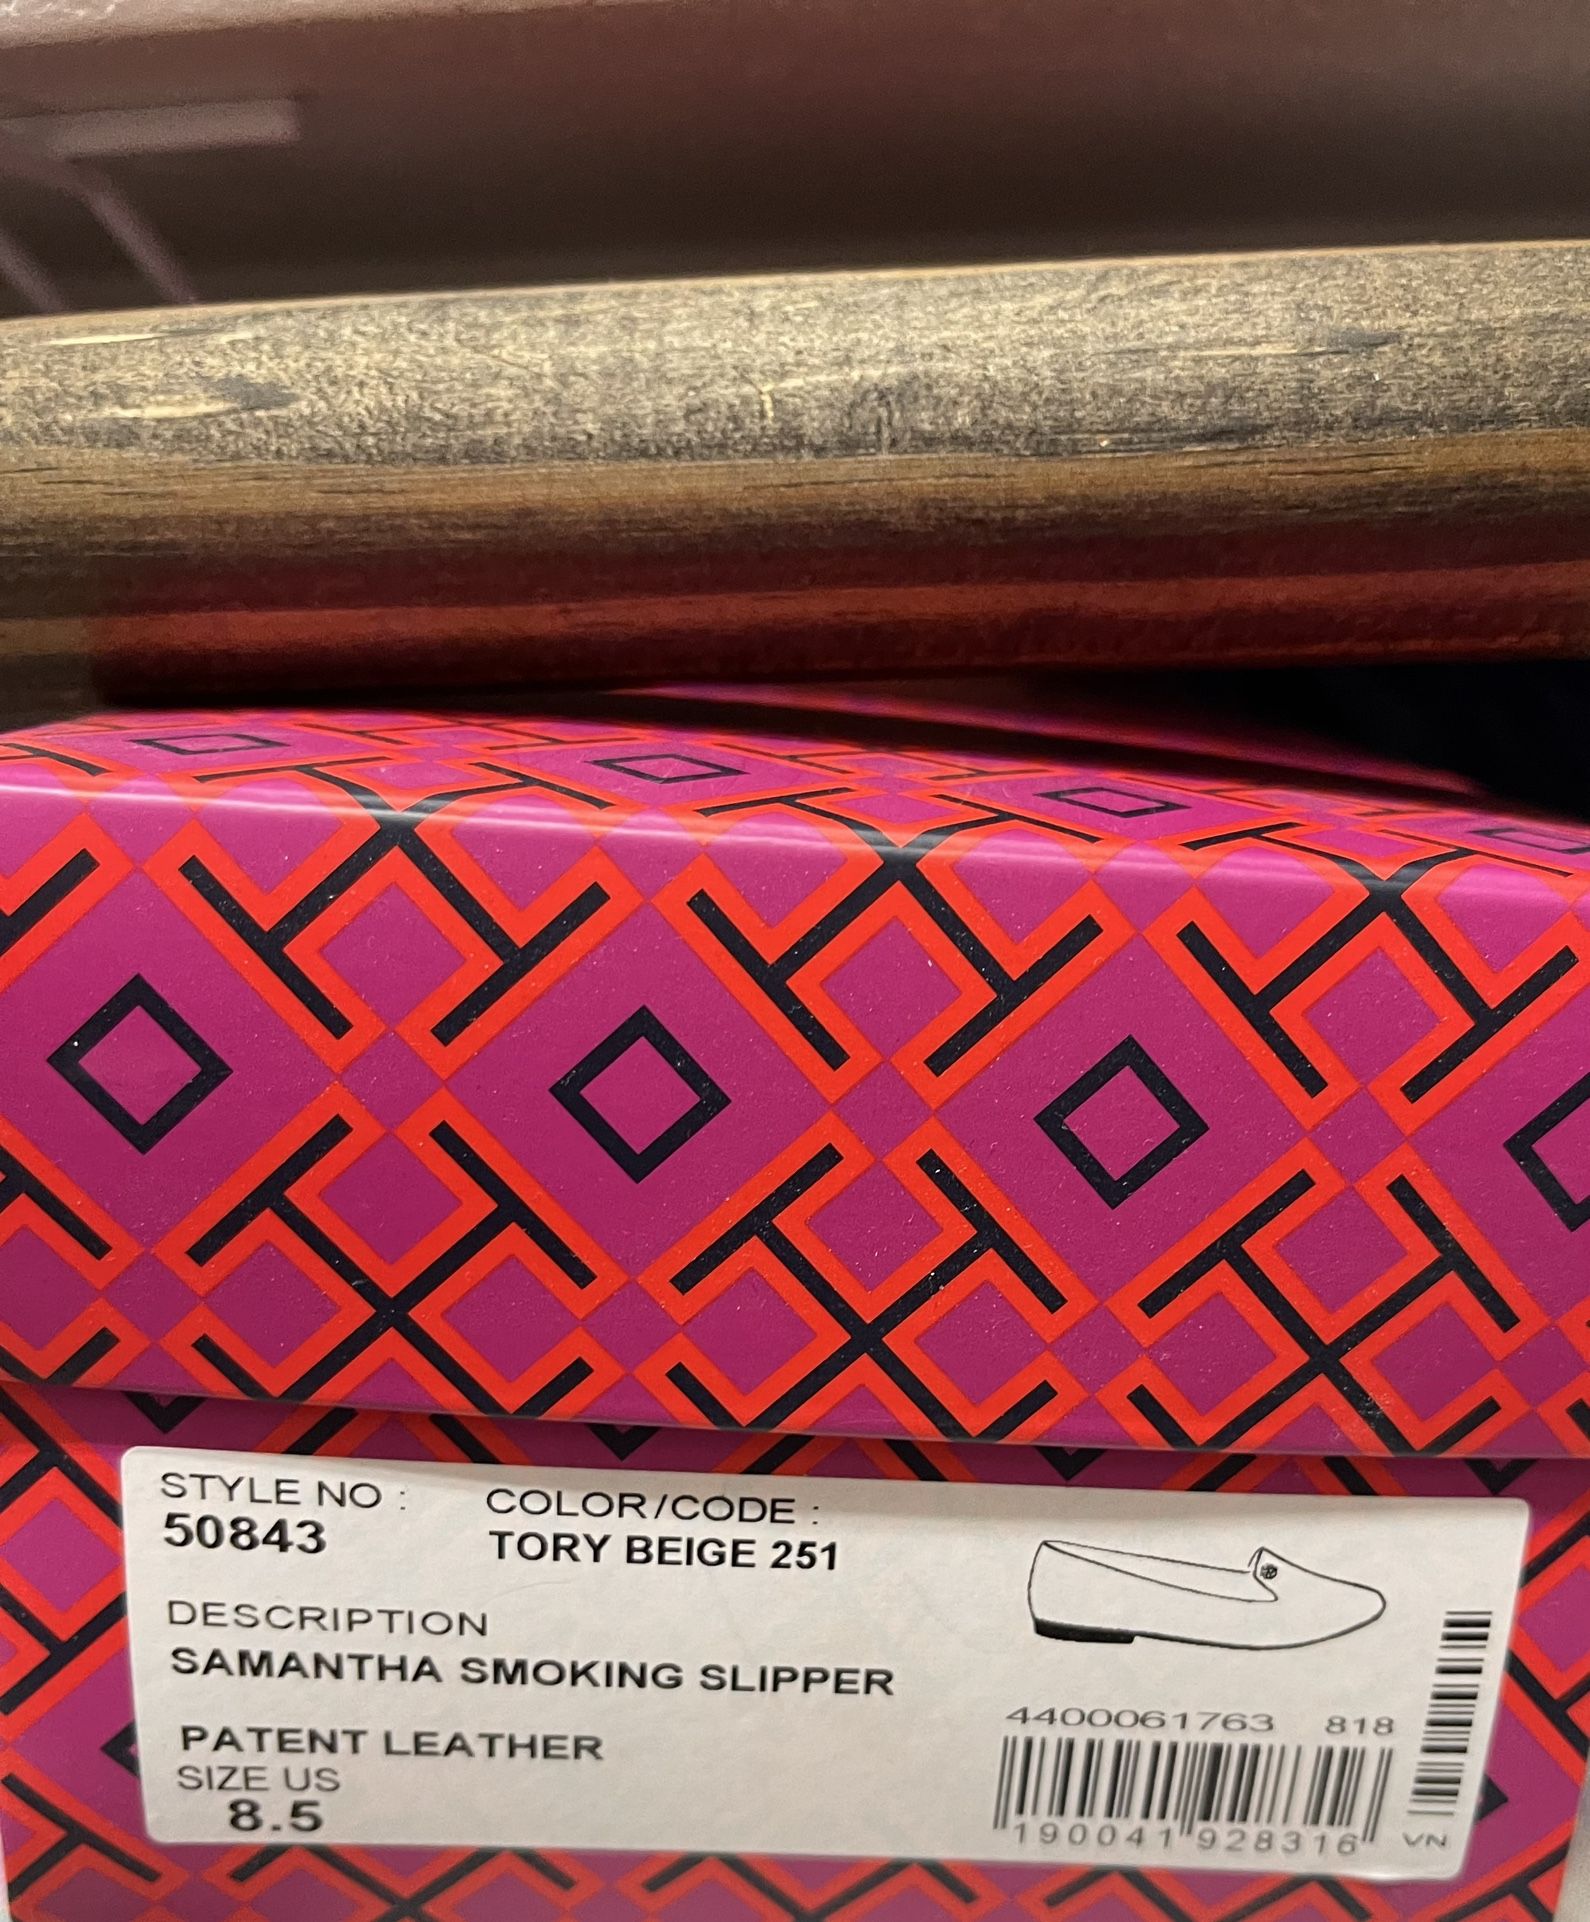 STYLE NO :
50843
COLOR/CODE :
TORY BEIGE 251
DESCRIPTION
SAMANTHA SMOKING SLIPPER
PATENT LEATHER
SIZE US
8.5
4400061763 818
190041 928316
VN